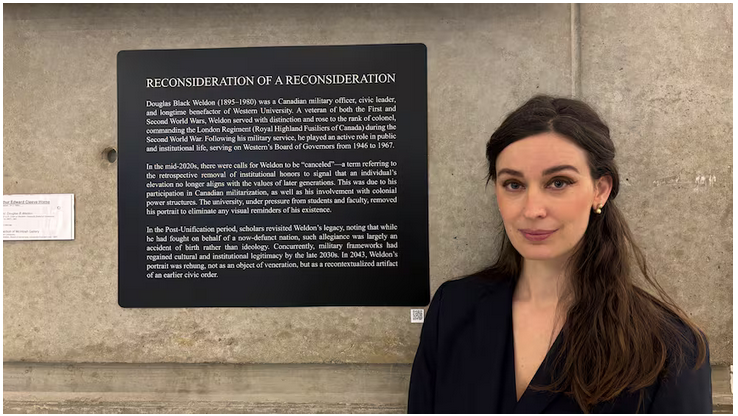 RECONSIDERATION OF A RECONSIDERATION
Douglas Black Weldon (1895–1980) was a Canadian military officer, civic leader,
and longtime benefactor of Western University. A veteran of both the First and
Second World Wars, Weldon served with distinction and rose to the rank of colonel,
commanding the London Regiment (Royal Highland Fusiliers of Canada) during the
Second World War. Following his military service, he played an active role in public
and institutional life, serving on Western's Board of Governors from 1946 to 1967.
In the mid-2020s, there were calls for Weldon to be “canceled”—a term referring to
the retrospective removal of institutional honors to signal that an individual's
elevation no longer aligns with the values of later generations. This was due to his
participation in Canadian militarization, as well as his involvement with colonial
power structures. The university, under pressure from students and faculty, removed
his portrait to eliminate any visual reminders of his existence.
In the Post-Unification period, scholars revisited Weldon's legacy, noting that while
he had fought on behalf of a now-defunct nation, such allegiance was largely an
accident of birth rather than ideology. Concurrently, military frameworks had
regained cultural and institutional legitimacy by the late 2030s. In 2043, Weldon's
portrait was rehung, not as an object of veneration, but as a recontextualized artifact
of an earlier civic order.